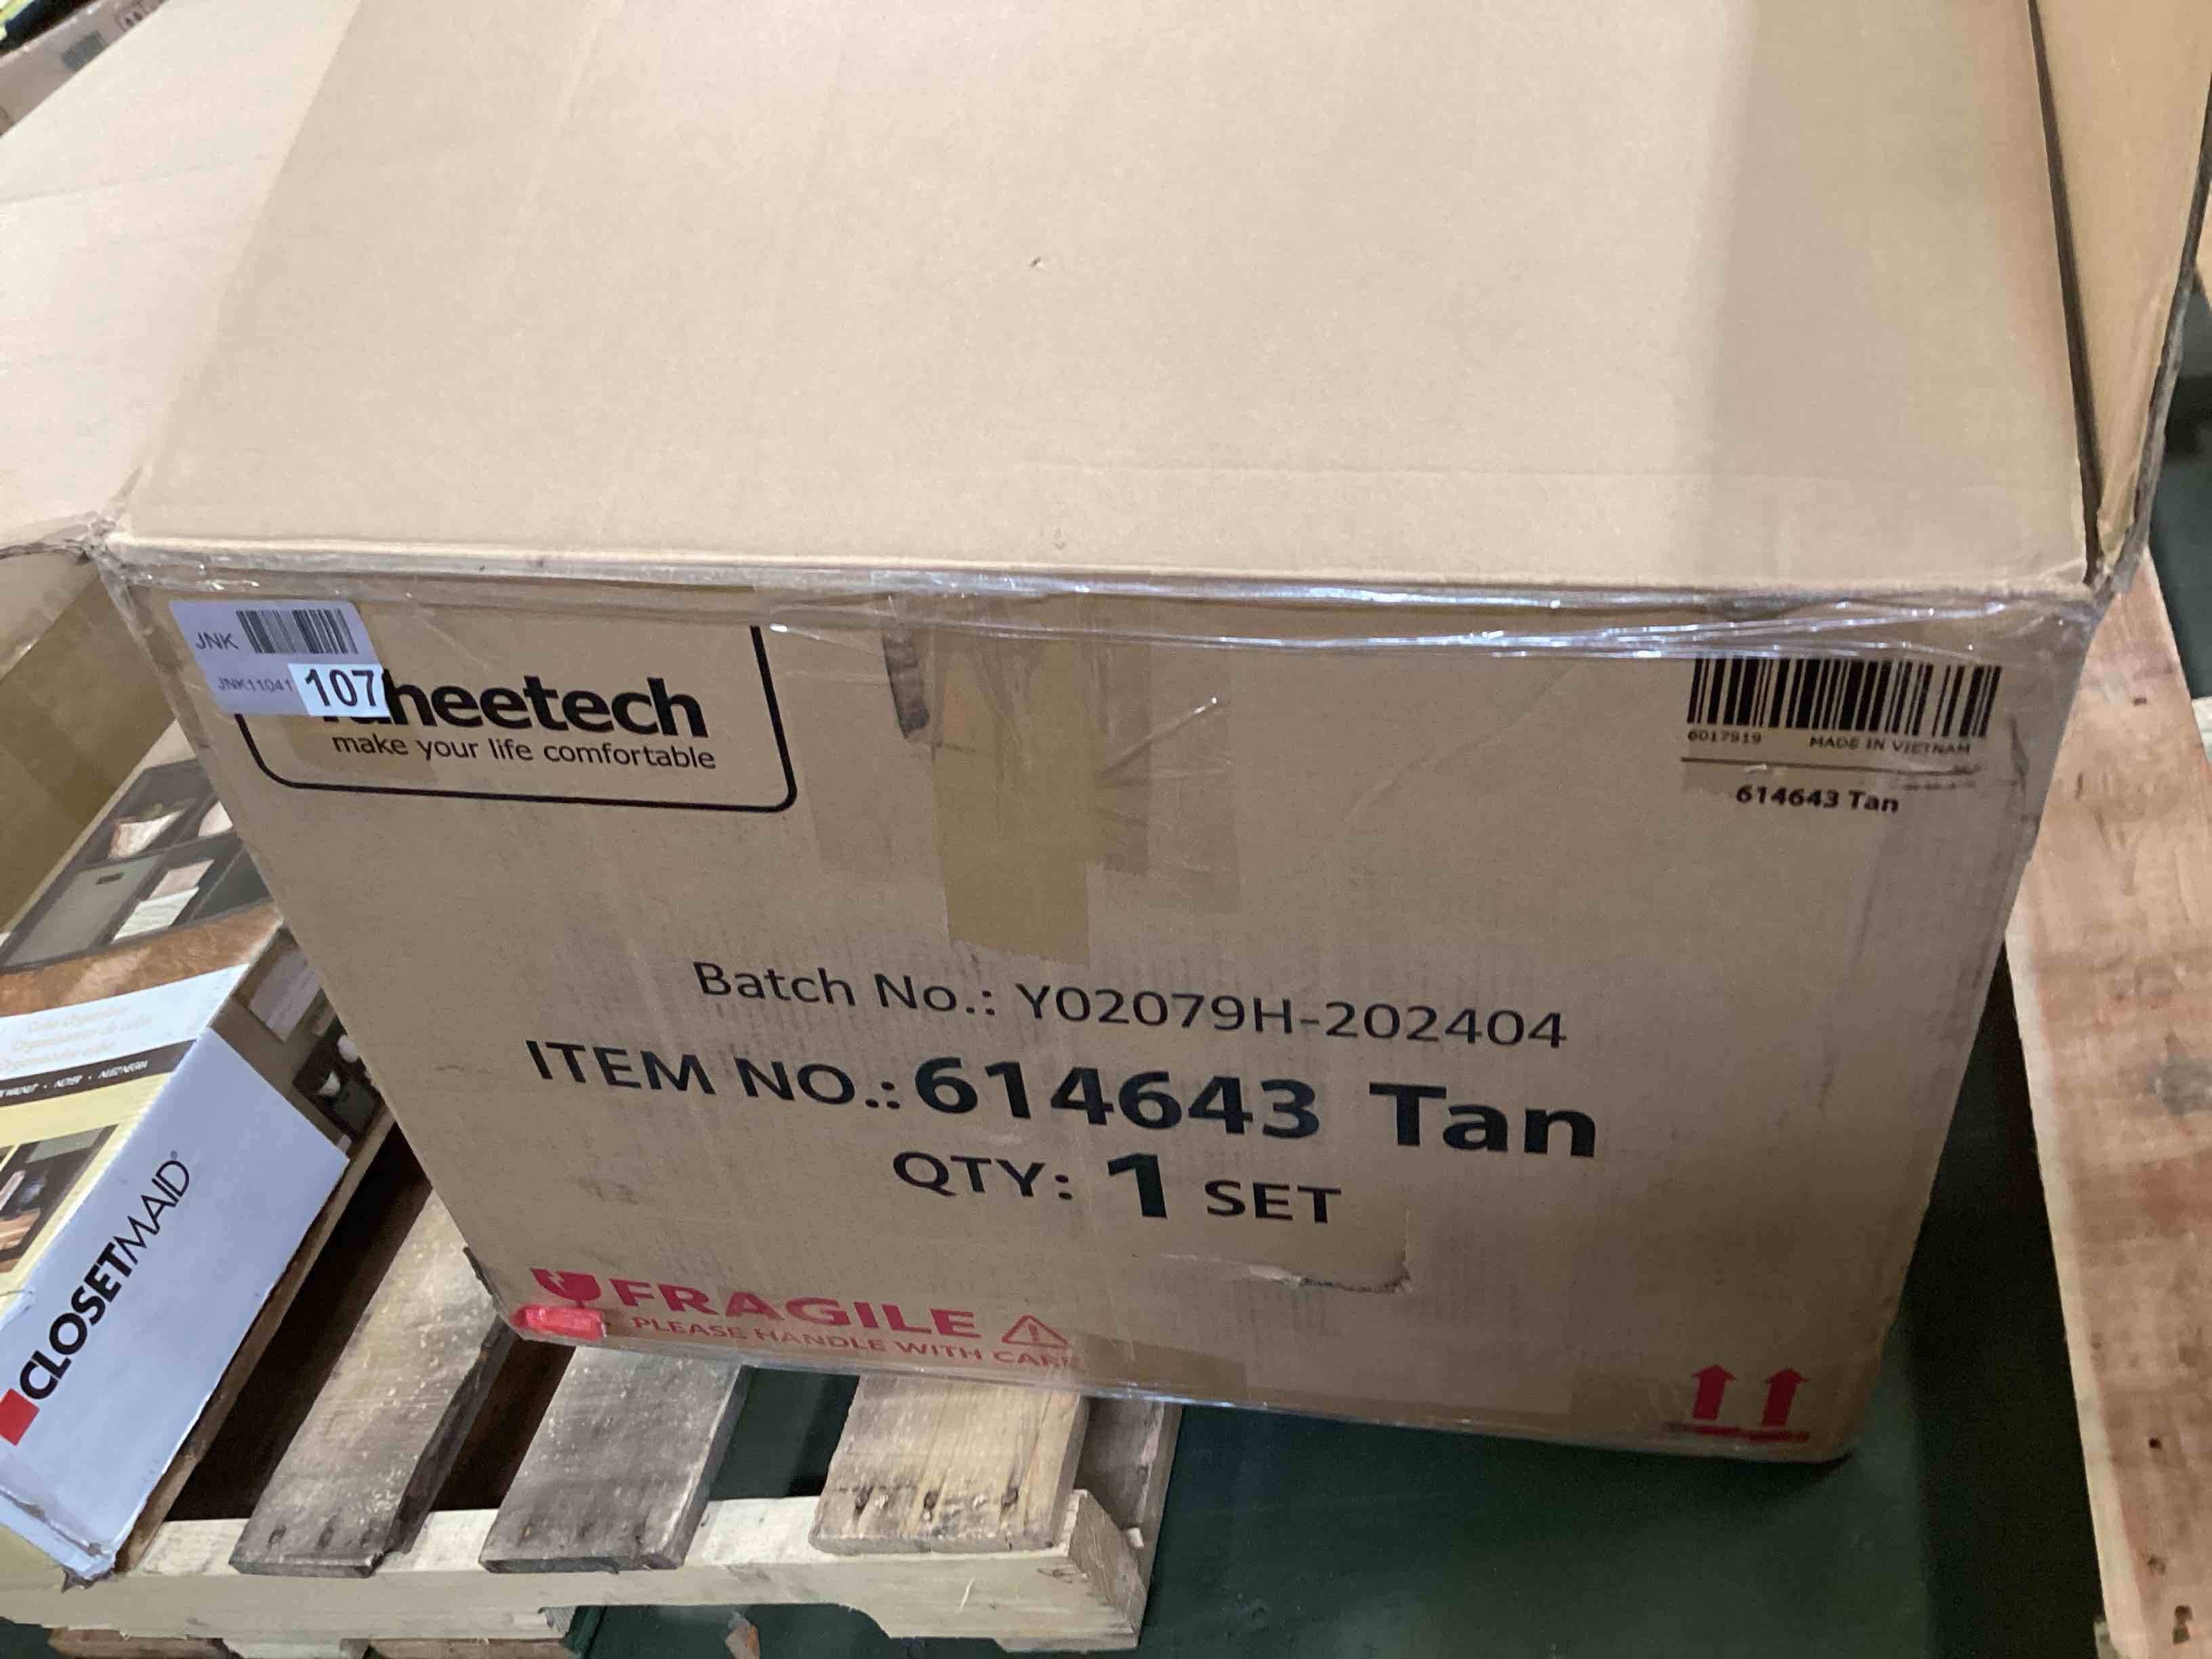 JNK
JNK11041
107
heetech
make your life comfortable
6017919 MADE IN VIETNAM
614643 Tan
Batch No.: Y02079H-202404
ITEM NO.: 614643 Tan
QTY: 1 SET
FRAGILE
PLEASE HANDLE WITH CARE
CLOSETMAID